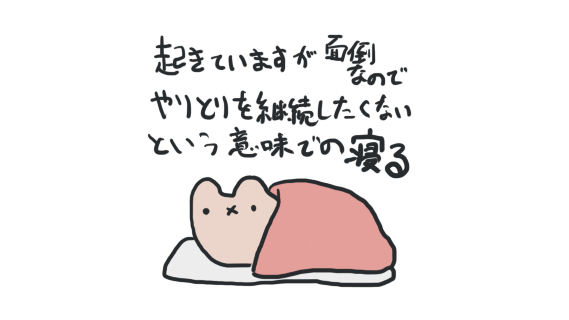 起きていますが面倒なので
やりとりを継続したくない
という意味での寝る